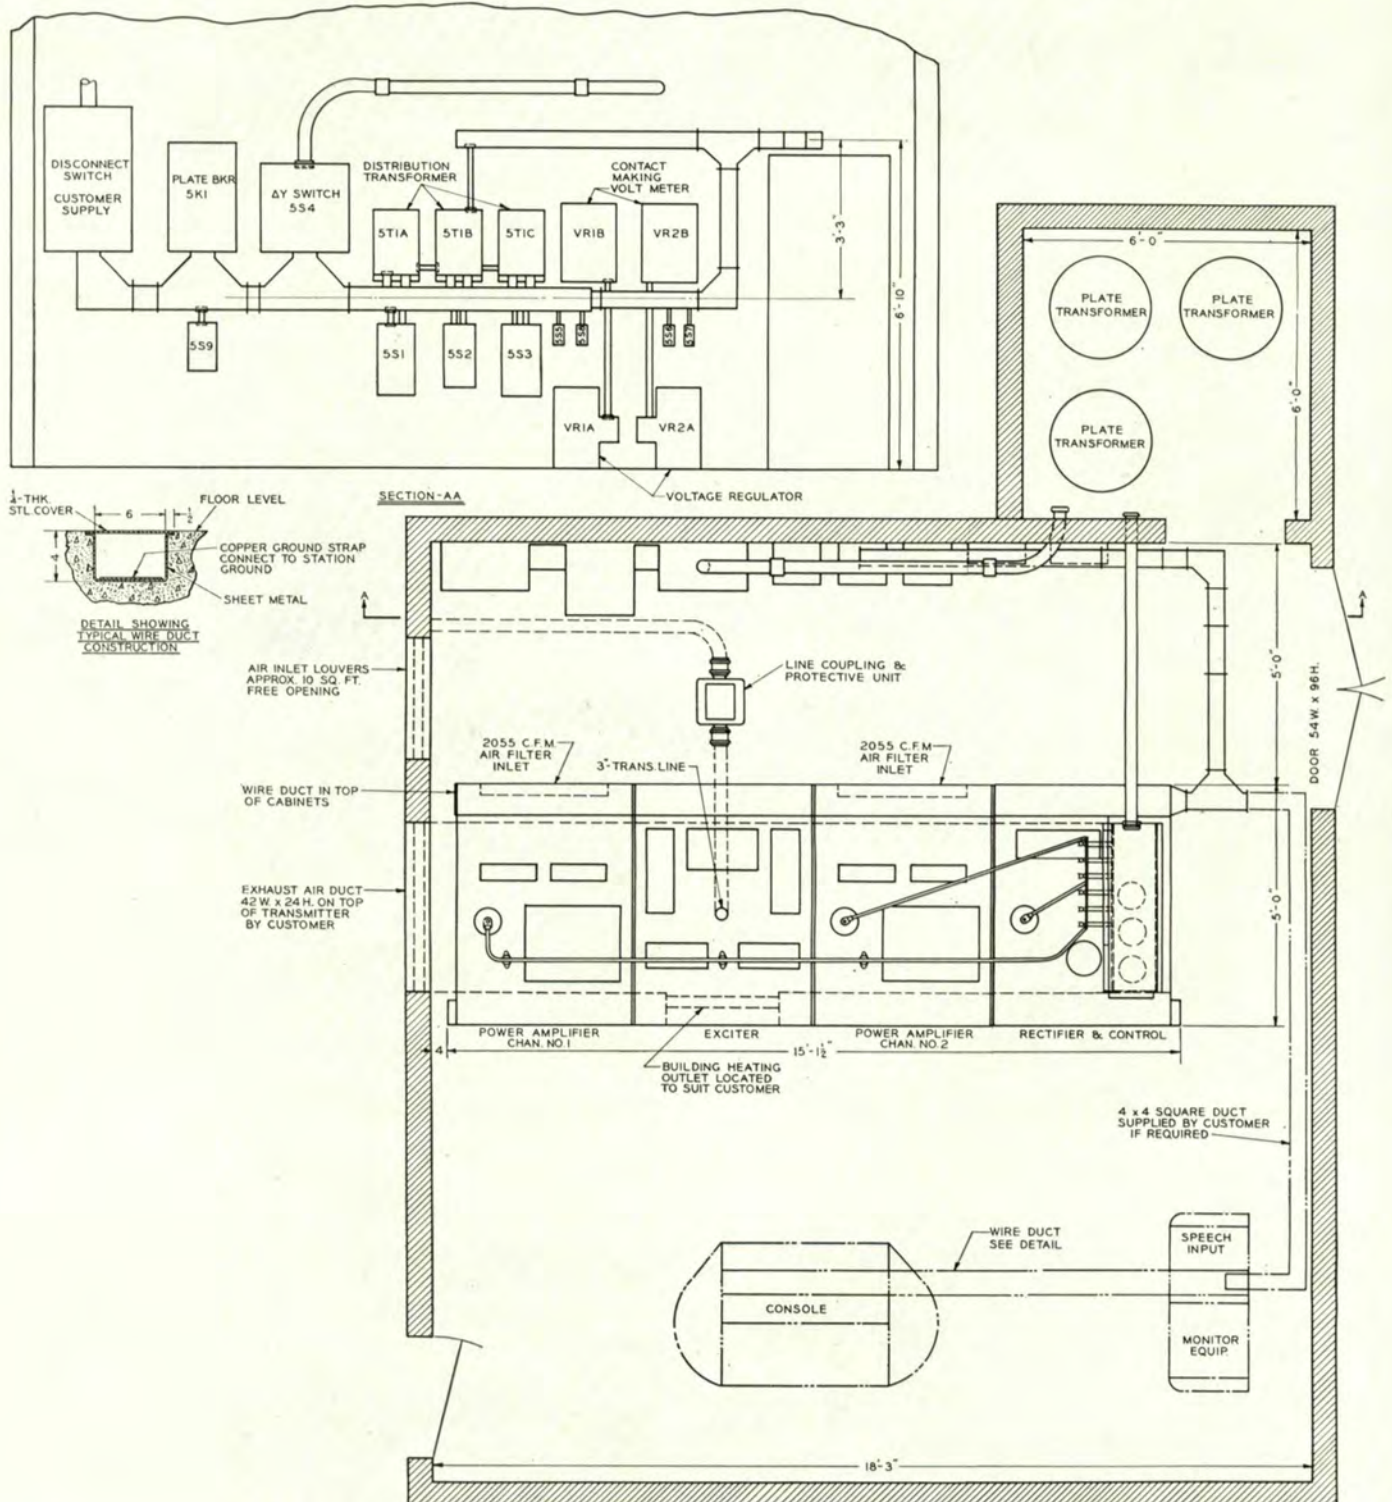 DISCONNECT
SWITCH
CUSTOMER
SUPPLY
PLATE BKR
5K1
ΔY SWITCH
5S4
DISTRIBUTION
TRANSFORMER
CONTACT
MAKING
VOLT METER
5T1A
5T1B
5T1C
VR1B
VR2B
3'-3"
6'-10"
5S9
5S1
5S2
5S3
5S5
5S8
5S6
5S7
VR1A
VR2A
SECTION-AA
VOLTAGE REGULATOR
6'-0"
PLATE
TRANSFORMER
PLATE
TRANSFORMER
PLATE
TRANSFORMER
6'-0"
1/4-THK.
STL. COVER
6
1/2
FLOOR LEVEL
4
COPPER GROUND STRAP
CONNECT TO STATION
GROUND
SHEET METAL
DETAIL SHOWING
TYPICAL WIRE DUCT
CONSTRUCTION
A
A
AIR INLET LOUVERS
APPROX. 10 SQ. FT.
FREE OPENING
LINE COUPLING &
PROTECTIVE UNIT
5'-0"
DOOR 54 W. x 96 H.
2055 C.F.M.
AIR FILTER
INLET
3"-TRANS. LINE
2055 C.F.M.
AIR FILTER
INLET
WIRE DUCT IN TOP
OF CABINETS
EXHAUST AIR DUCT
42 W. x 24 H. ON TOP
OF TRANSMITTER
BY CUSTOMER
5'-0"
POWER AMPLIFIER
CHAN. NO. 1
EXCITER
POWER AMPLIFIER
CHAN. NO. 2
RECTIFIER & CONTROL
4
15'-1 1/2"
BUILDING HEATING
OUTLET LOCATED
TO SUIT CUSTOMER
4 x 4 SQUARE DUCT
SUPPLIED BY CUSTOMER
IF REQUIRED
WIRE DUCT
SEE DETAIL
SPEECH
INPUT
CONSOLE
MONITOR
EQUIP.
18'-3"